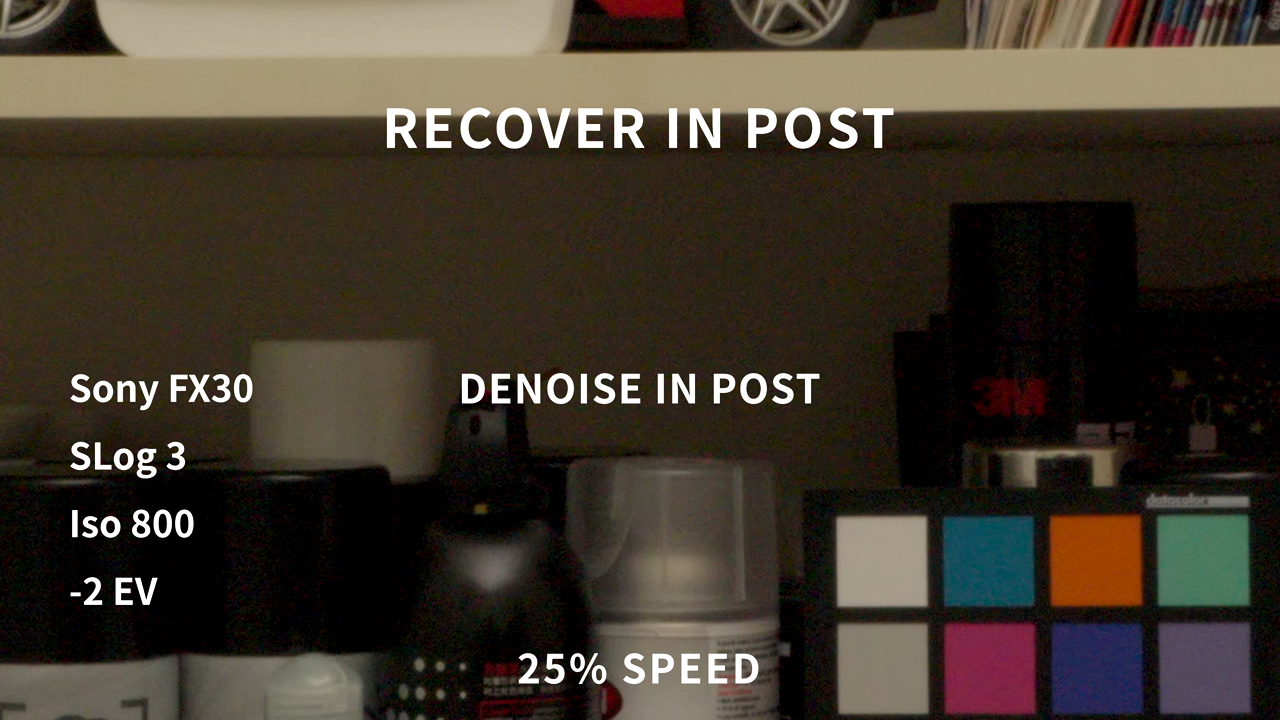 RECOVER IN POST
Sony FX30
DENOISE IN POST
SLog 3
Iso 800
-2 EV
25% SPEED
3M